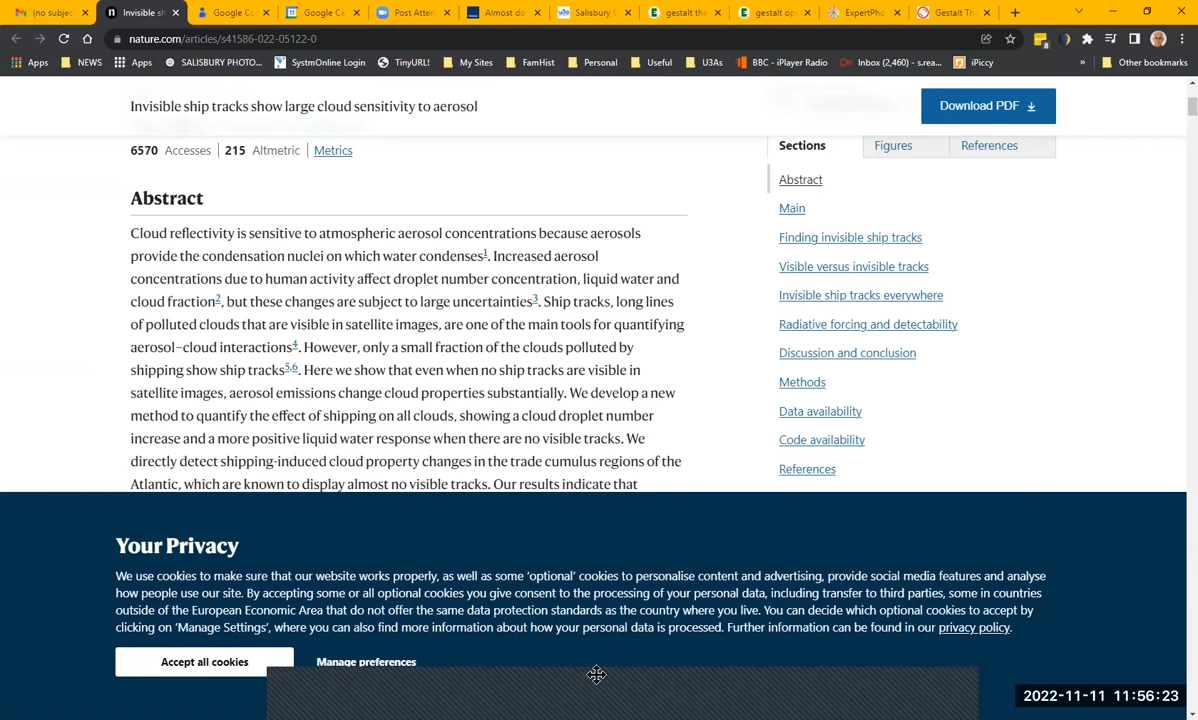 (no subjec
Invisible sh
Google Co
Google Ca
Post Atten
Almost do
Salisbury U
gestalt the
gestalt op
ExpertPho
Gestalt Th
nature.com/articles/s41586-022-05122-0
8
Apps
NEWS
Apps
SALISBURY PHOTO...
SystmOnline Login
TinyURL!
My Sites
FamHist
Personal
Useful
U3As
BBC - iPlayer Radio
Inbox (2,460) - s.rea...
iPiccy
»
Other bookmarks
Invisible ship tracks show large cloud sensitivity to aerosol
Download PDF
6570 Accesses | 215 Altmetric | Metrics
Sections
Figures
References
Abstract
Cloud reflectivity is sensitive to atmospheric aerosol concentrations because aerosols
provide the condensation nuclei on which water condenses1. Increased aerosol
concentrations due to human activity affect droplet number concentration, liquid water and
cloud fraction2, but these changes are subject to large uncertainties3. Ship tracks, long lines
of polluted clouds that are visible in satellite images, are one of the main tools for quantifying
aerosol–cloud interactions4. However, only a small fraction of the clouds polluted by
shipping show ship tracks5,6. Here we show that even when no ship tracks are visible in
satellite images, aerosol emissions change cloud properties substantially. We develop a new
method to quantify the effect of shipping on all clouds, showing a cloud droplet number
increase and a more positive liquid water response when there are no visible tracks. We
directly detect shipping-induced cloud property changes in the trade cumulus regions of the
Atlantic, which are known to display almost no visible tracks. Our results indicate that
Abstract
Main
Finding invisible ship tracks
Visible versus invisible tracks
Invisible ship tracks everywhere
Radiative forcing and detectability
Discussion and conclusion
Methods
Data availability
Code availability
References
Your Privacy
We use cookies to make sure that our website works properly, as well as some ‘optional’ cookies to personalise content and advertising, provide social media features and analyse
how people use our site. By accepting some or all optional cookies you give consent to the processing of your personal data, including transfer to third parties, some in countries
outside of the European Economic Area that do not offer the same data protection standards as the country where you live. You can decide which optional cookies to accept by
clicking on ‘Manage Settings’, where you can also find more information about how your personal data is processed. Further information can be found in our privacy policy.
Accept all cookies
Manage preferences
2022-11-11 11:56:23